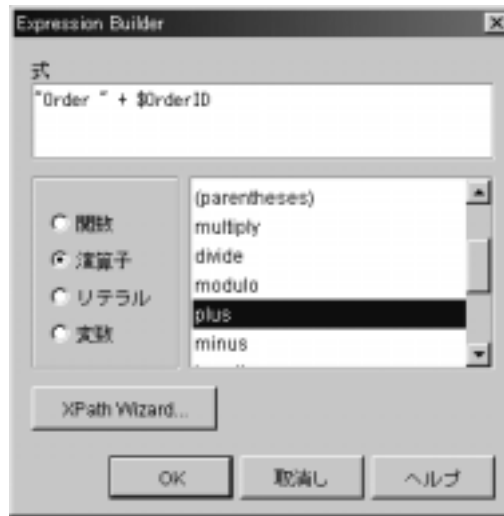 Expression Builder
式
"Order " + $OrderID
関数
演算子
リテラル
変数
(parentheses)
multiply
divide
modulo
plus
minus
XPath Wizard...
OK
取消し
ヘルプ